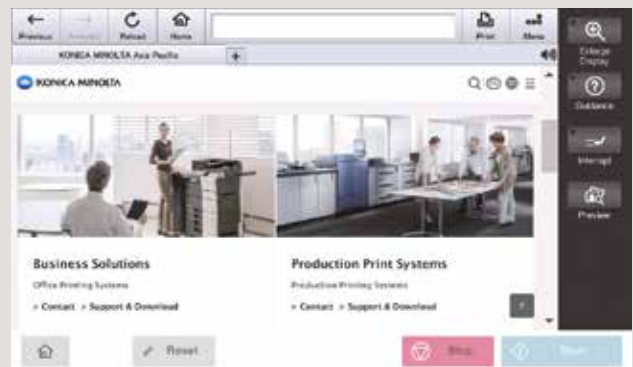 Previous Forward Reload Home Print Menu
KONICA MINOLTA Asia Pacific +
KONICA MINOLTA
Business Solutions
Office Printing Systems
» Contact » Support & Download
Production Print Systems
Production Printing Systems
» Contact » Support & Download
Enlarge
Display
Guidance
Interrupt
Preview
Reset
Stop
Start